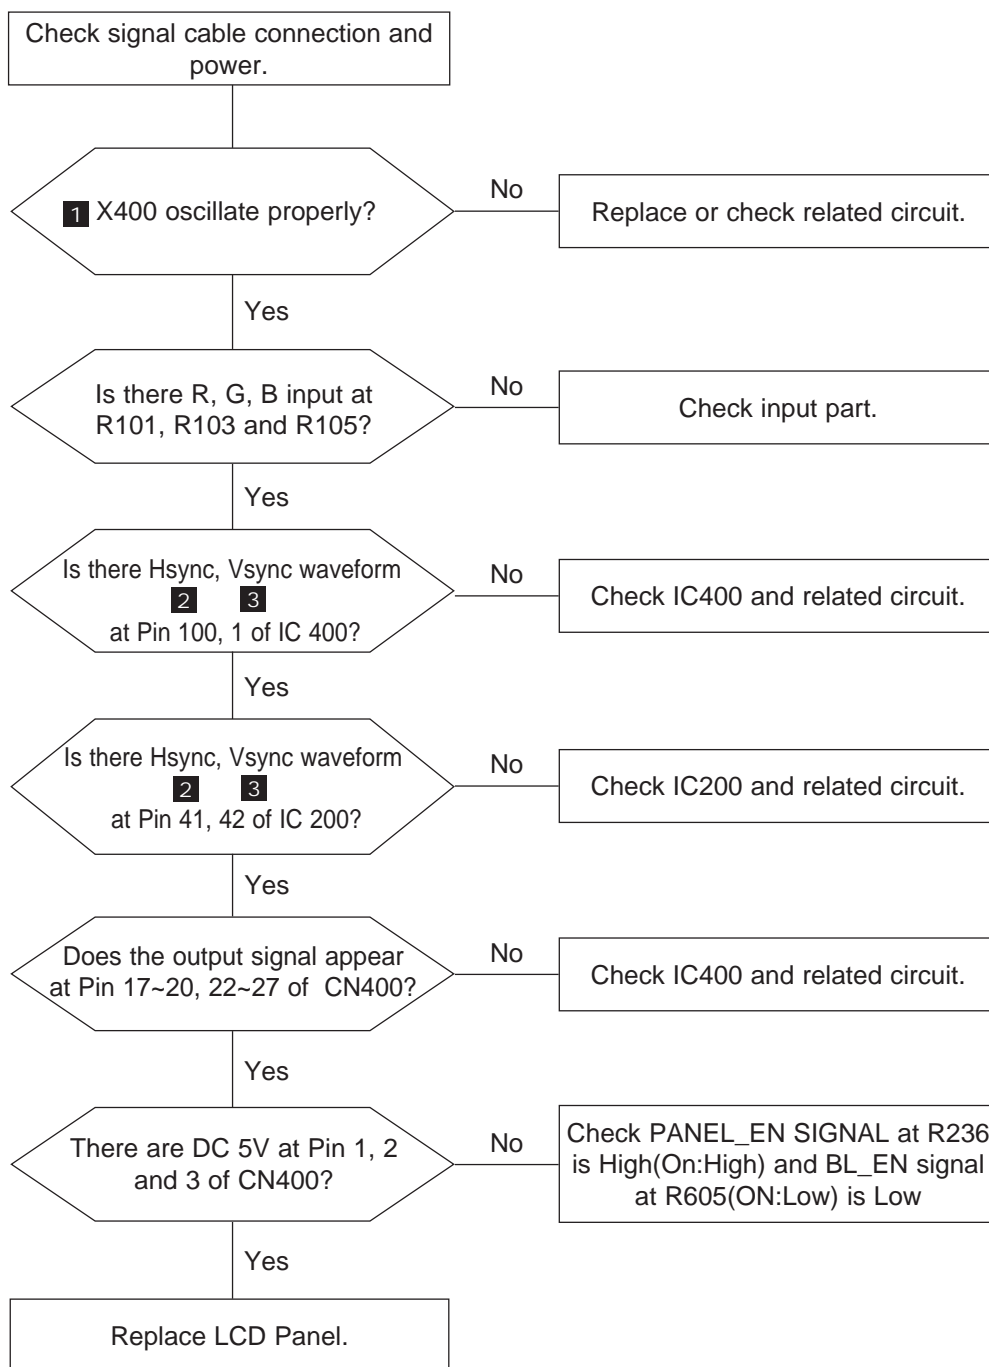 Check signal cable connection and
power.
1 X400 oscillate properly?
No
Replace or check related circuit.
Yes
Is there R, G, B input at
R101, R103 and R105?
No
Check input part.
Yes
Is there Hsync, Vsync waveform
2 3
at Pin 100, 1 of IC 400?
No
Check IC400 and related circuit.
Yes
Is there Hsync, Vsync waveform
2 3
at Pin 41, 42 of IC 200?
No
Check IC200 and related circuit.
Yes
Does the output signal appear
at Pin 17~20, 22~27 of CN400?
No
Check IC400 and related circuit.
Yes
There are DC 5V at Pin 1, 2
and 3 of CN400?
No
Check PANEL_EN SIGNAL at R236
is High(On:High) and BL_EN signal
at R605(ON:Low) is Low
Yes
Replace LCD Panel.